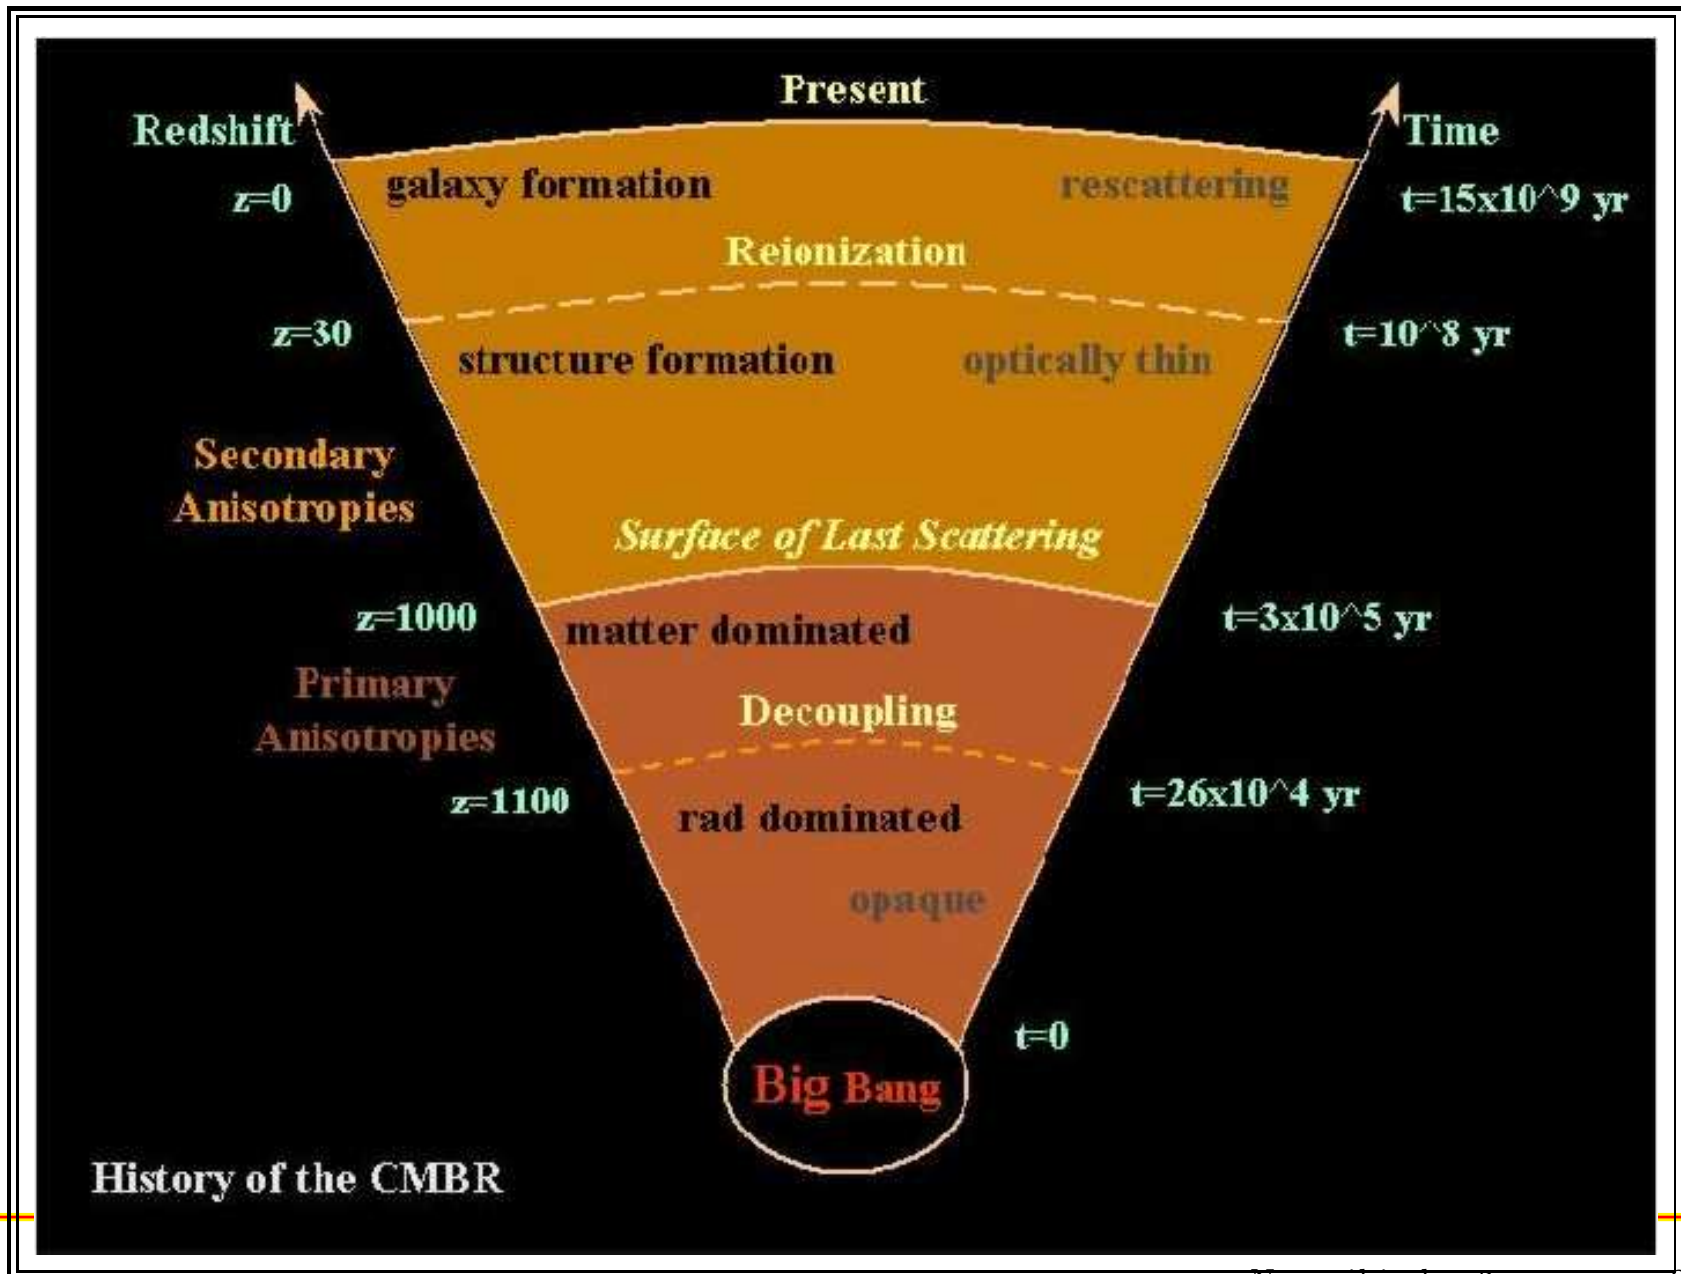 Present
Redshift
Time
galaxy formation
rescattering
z=0
t=15x10^9 yr
Reionization
z=30
t=10^8 yr
structure formation
optically thin
Secondary
Anisotropies
Surface of Last Scattering
z=1000
t=3x10^5 yr
matter dominated
Primary
Anisotropies
Decoupling
z=1100
t=26x10^4 yr
rad dominated
opaque
t=0
Big Bang
History of the CMBR